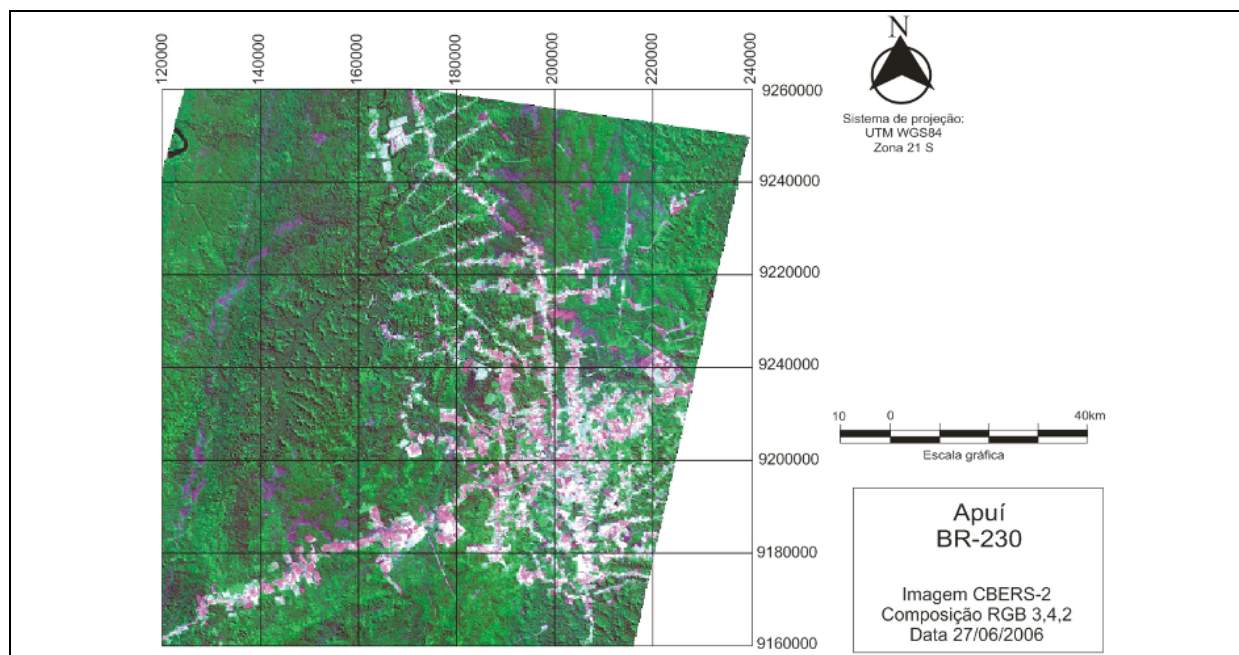 120000
140000
160000
180000
200000
220000
240000
9260000
9240000
9220000
9240000
9200000
9180000
9160000
N
Sistema de projeção:
UTM WGS84
Zona 21 S
10 0 40km
Escala gráfica
Apuí
BR-230
Imagem CBERS-2
Composição RGB 3,4,2
Data 27/06/2006